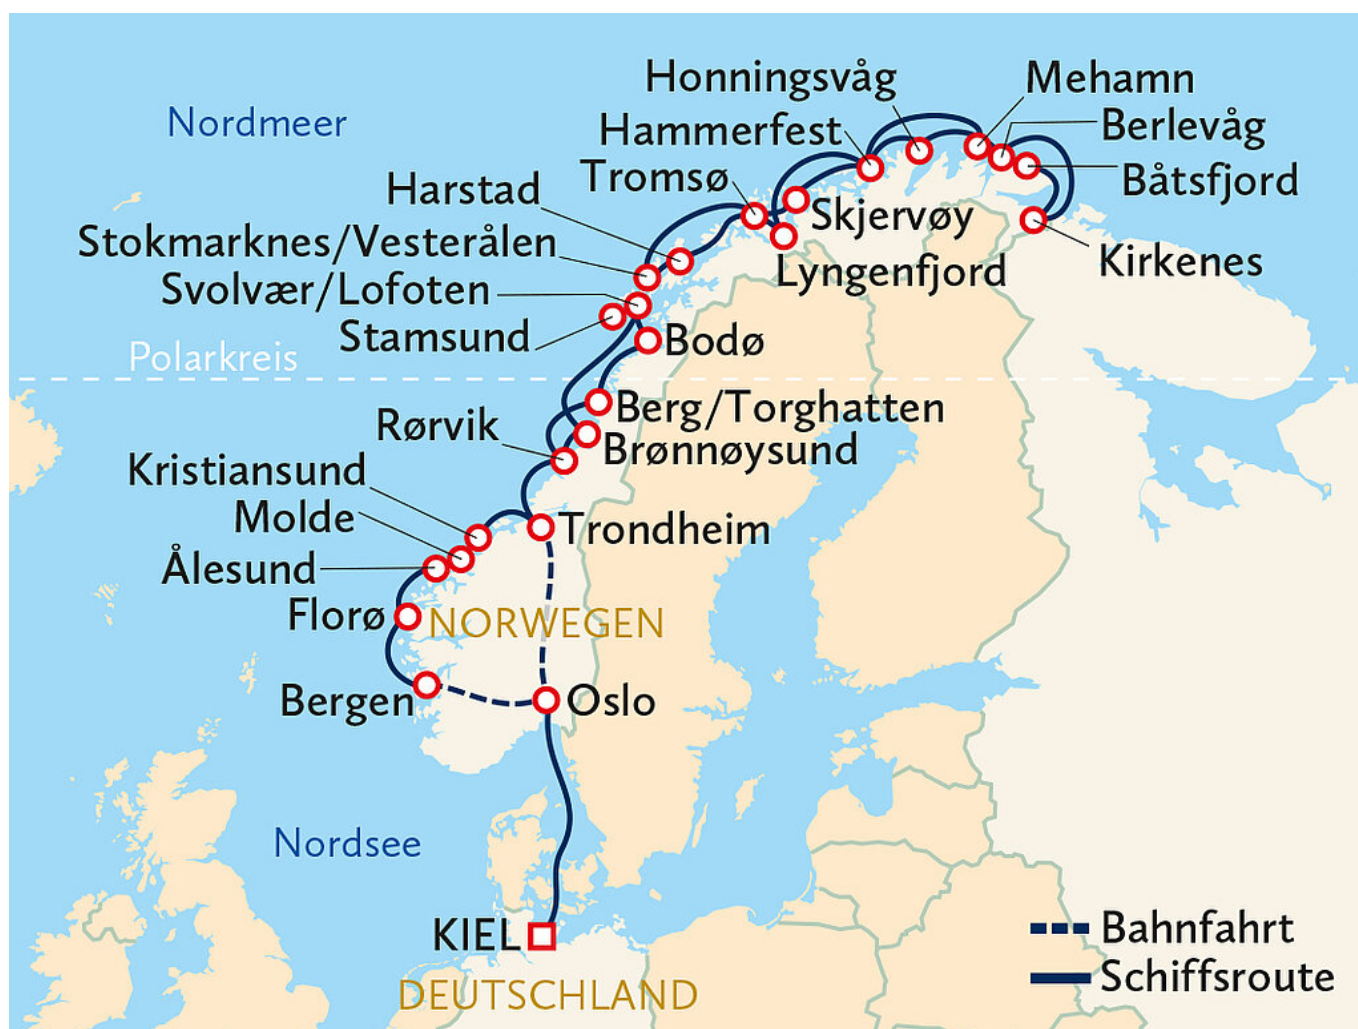 Honningsvåg
Mehamn
Nordmeer
Hammerfest
Berlevåg
Tromsø
Båtsfjord
Harstad
Skjervøy
Stokmarknes/Vesterålen
Lyngenfjord
Kirkenes
Svolvær/Lofoten
Stamsund
Bodø
Polarkreis
Berg/Torghatten
Rørvik
Brønnøysund
Kristiansund
Molde
Trondheim
Ålesund
Florø
NORWEGEN
Bergen
Oslo
Nordsee
KIEL
Bahnfahrt
Schiffsroute
DEUTSCHLAND